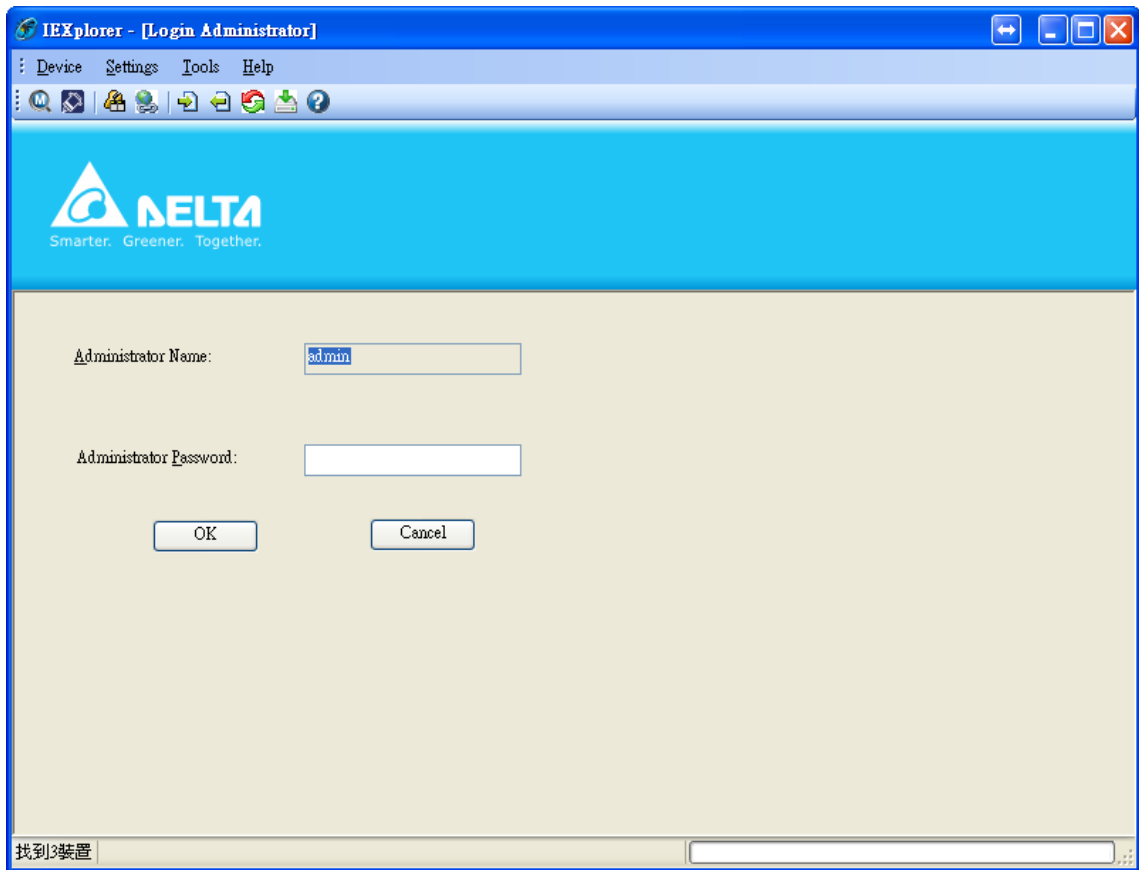 IEXplorer - [Login Administrator]
Device Settings Tools Help
DELTA
Smarter. Greener. Together.
Administrator Name: admin
Administrator Password:
OK Cancel
找到3裝置